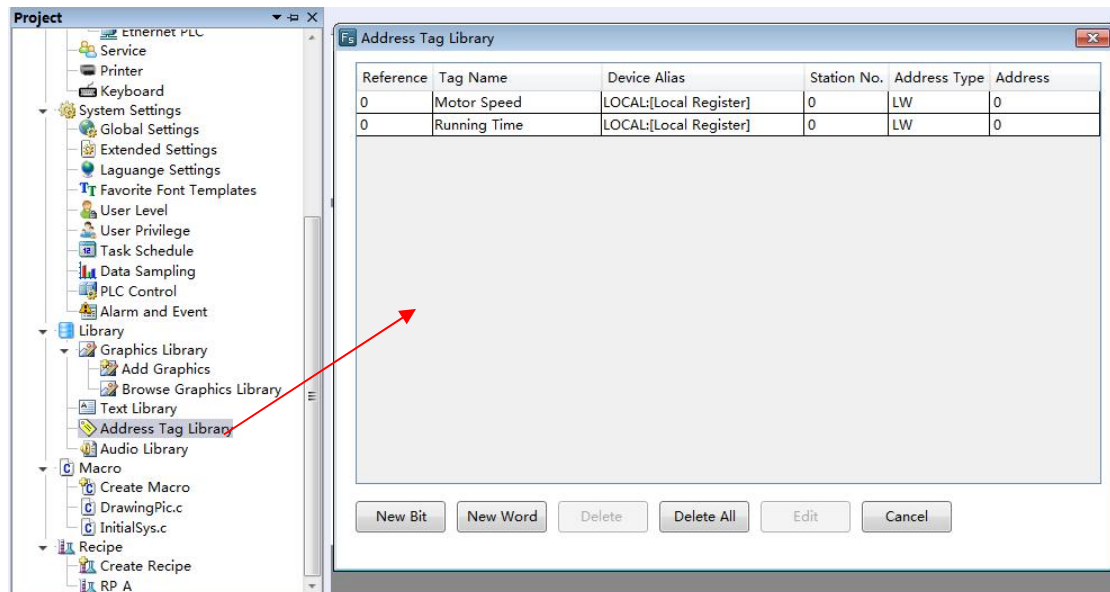 Project
Ethernet PLC
Service
Printer
Keyboard
System Settings
Global Settings
Extended Settings
Laguange Settings
Favorite Font Templates
User Level
User Privilege
Task Schedule
Data Sampling
PLC Control
Alarm and Event
Library
Graphics Library
Add Graphics
Browse Graphics Library
Text Library
Address Tag Library
Audio Library
Macro
Create Macro
DrawingPic.c
InitialSys.c
Recipe
Create Recipe
RP A
Address Tag Library
Reference Tag Name Device Alias Station No. Address Type Address
0 Motor Speed LOCAL:[Local Register] 0 LW 0
0 Running Time LOCAL:[Local Register] 0 LW 0
New Bit New Word Delete Delete All Edit Cancel